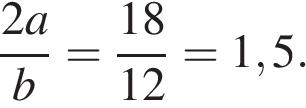 2a/b = 18/12 = 1,5.